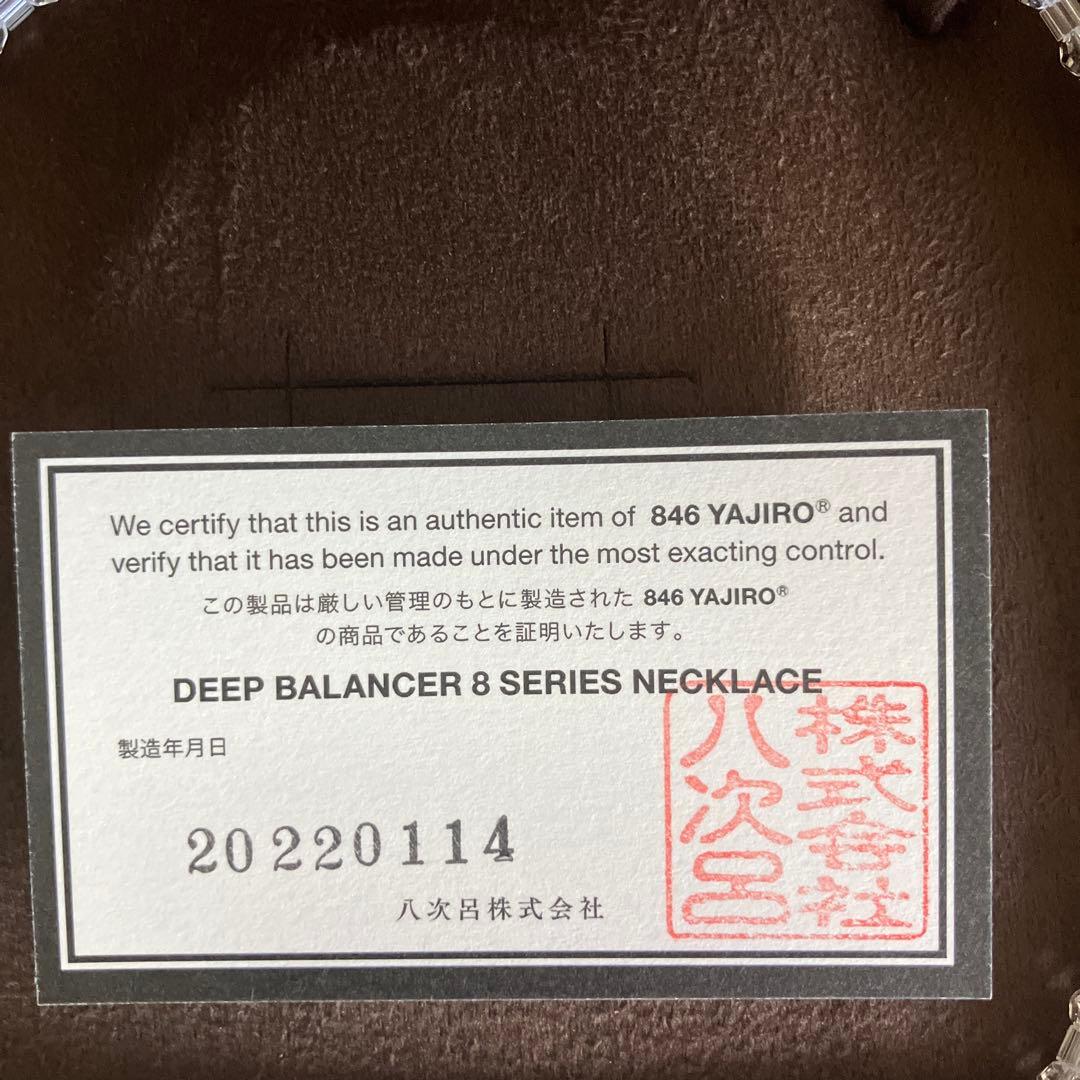 We certify that this is an authentic item of 846 YAJIRO® and
verify that it has been made under the most exacting control.
この製品は厳しい管理のもとに製造された 846 YAJIRO®
の商品であることを証明いたします。
DEEP BALANCER 8 SERIES NECKLACE
製造年月日
20220114
八次呂株式会社
株式会社
八次呂